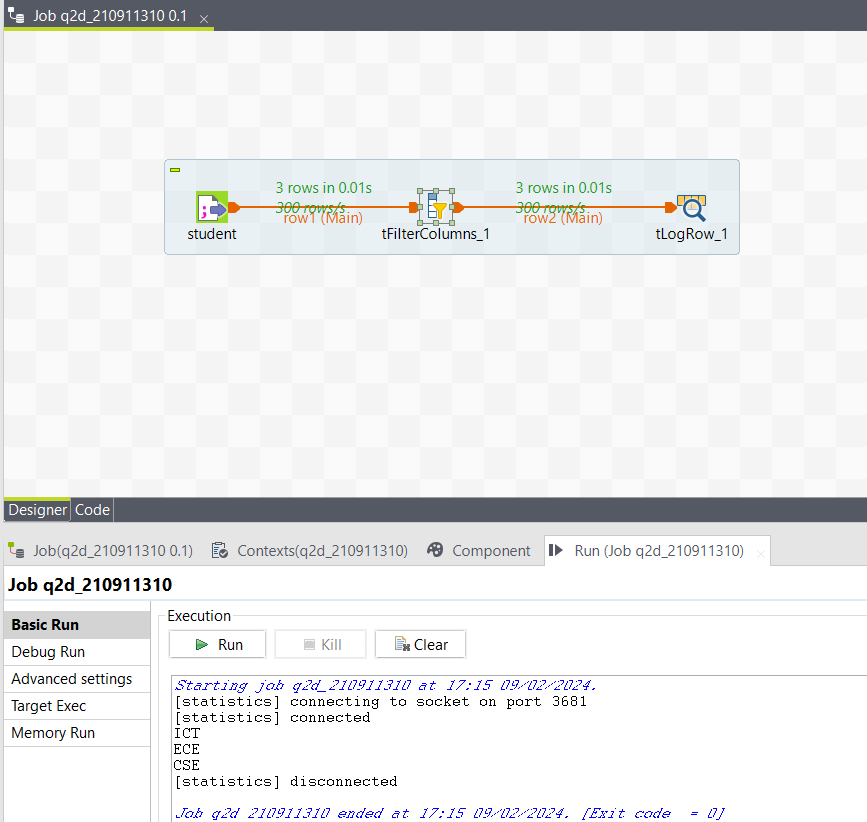 Job q2d_210911310 0.1
3 rows in 0.01s
300 rows/s
row1 (Main)
3 rows in 0.01s
300 rows/s
row2 (Main)
student
tFilterColumns_1
tLogRow_1
Designer Code
Job(q2d_210911310 0.1) Contexts(q2d_210911310) Component Run (Job q2d_210911310)
Job q2d_210911310
Basic Run
Debug Run
Advanced settings
Target Exec
Memory Run
Execution
Run Kill Clear
Starting job q2d_210911310 at 17:15 09/02/2024.
[statistics] connecting to socket on port 3681
[statistics] connected
ICT
ECE
CSE
[statistics] disconnected
Job q2d_210911310 ended at 17:15 09/02/2024. [Exit code  = 0]